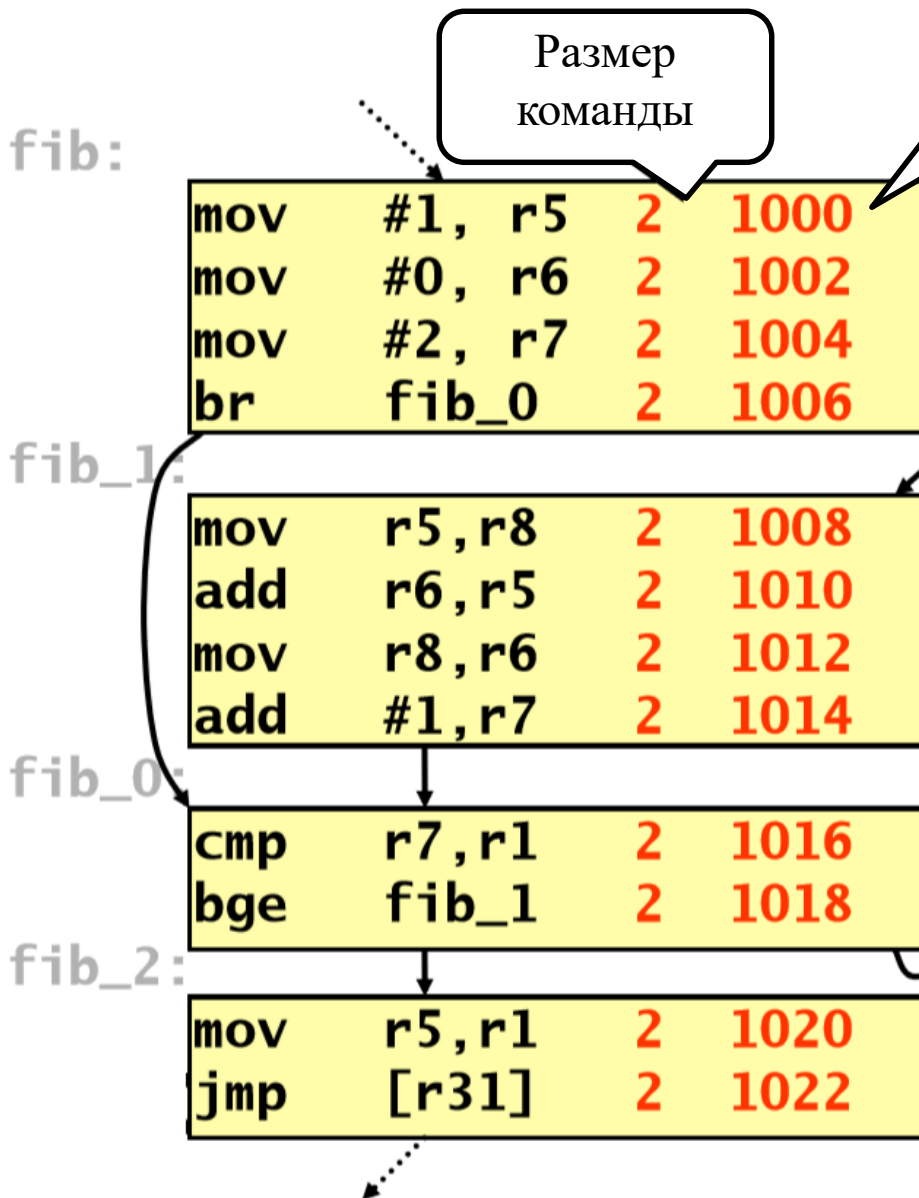 Размер
команды
fib:
mov #1, r5 2 1000
mov #0, r6 2 1002
mov #2, r7 2 1004
br fib_0 2 1006
fib_1:
mov r5,r8 2 1008
add r6,r5 2 1010
mov r8,r6 2 1012
add #1,r7 2 1014
fib_0:
cmp r7,r1 2 1016
bge fib_1 2 1018
fib_2:
mov r5,r1 2 1020
jmp [r31] 2 1022